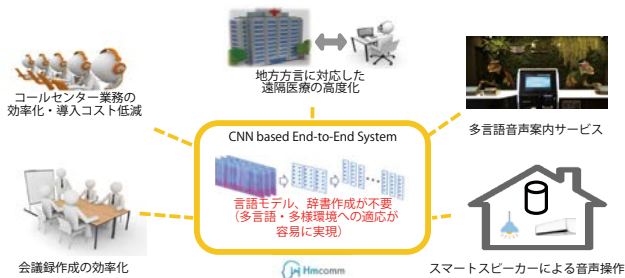 地方方言に対応した
遠隔医療の高度化
コールセンター業務の
効率化・導入コスト低減
多言語音声案内サービス
CNN based End-to-End System
言語モデル、辞書作成が不要
（多言語・多様環境への適応が
容易に実現）
会議録作成の効率化
Hmcomm
スマートスピーカーによる音声操作